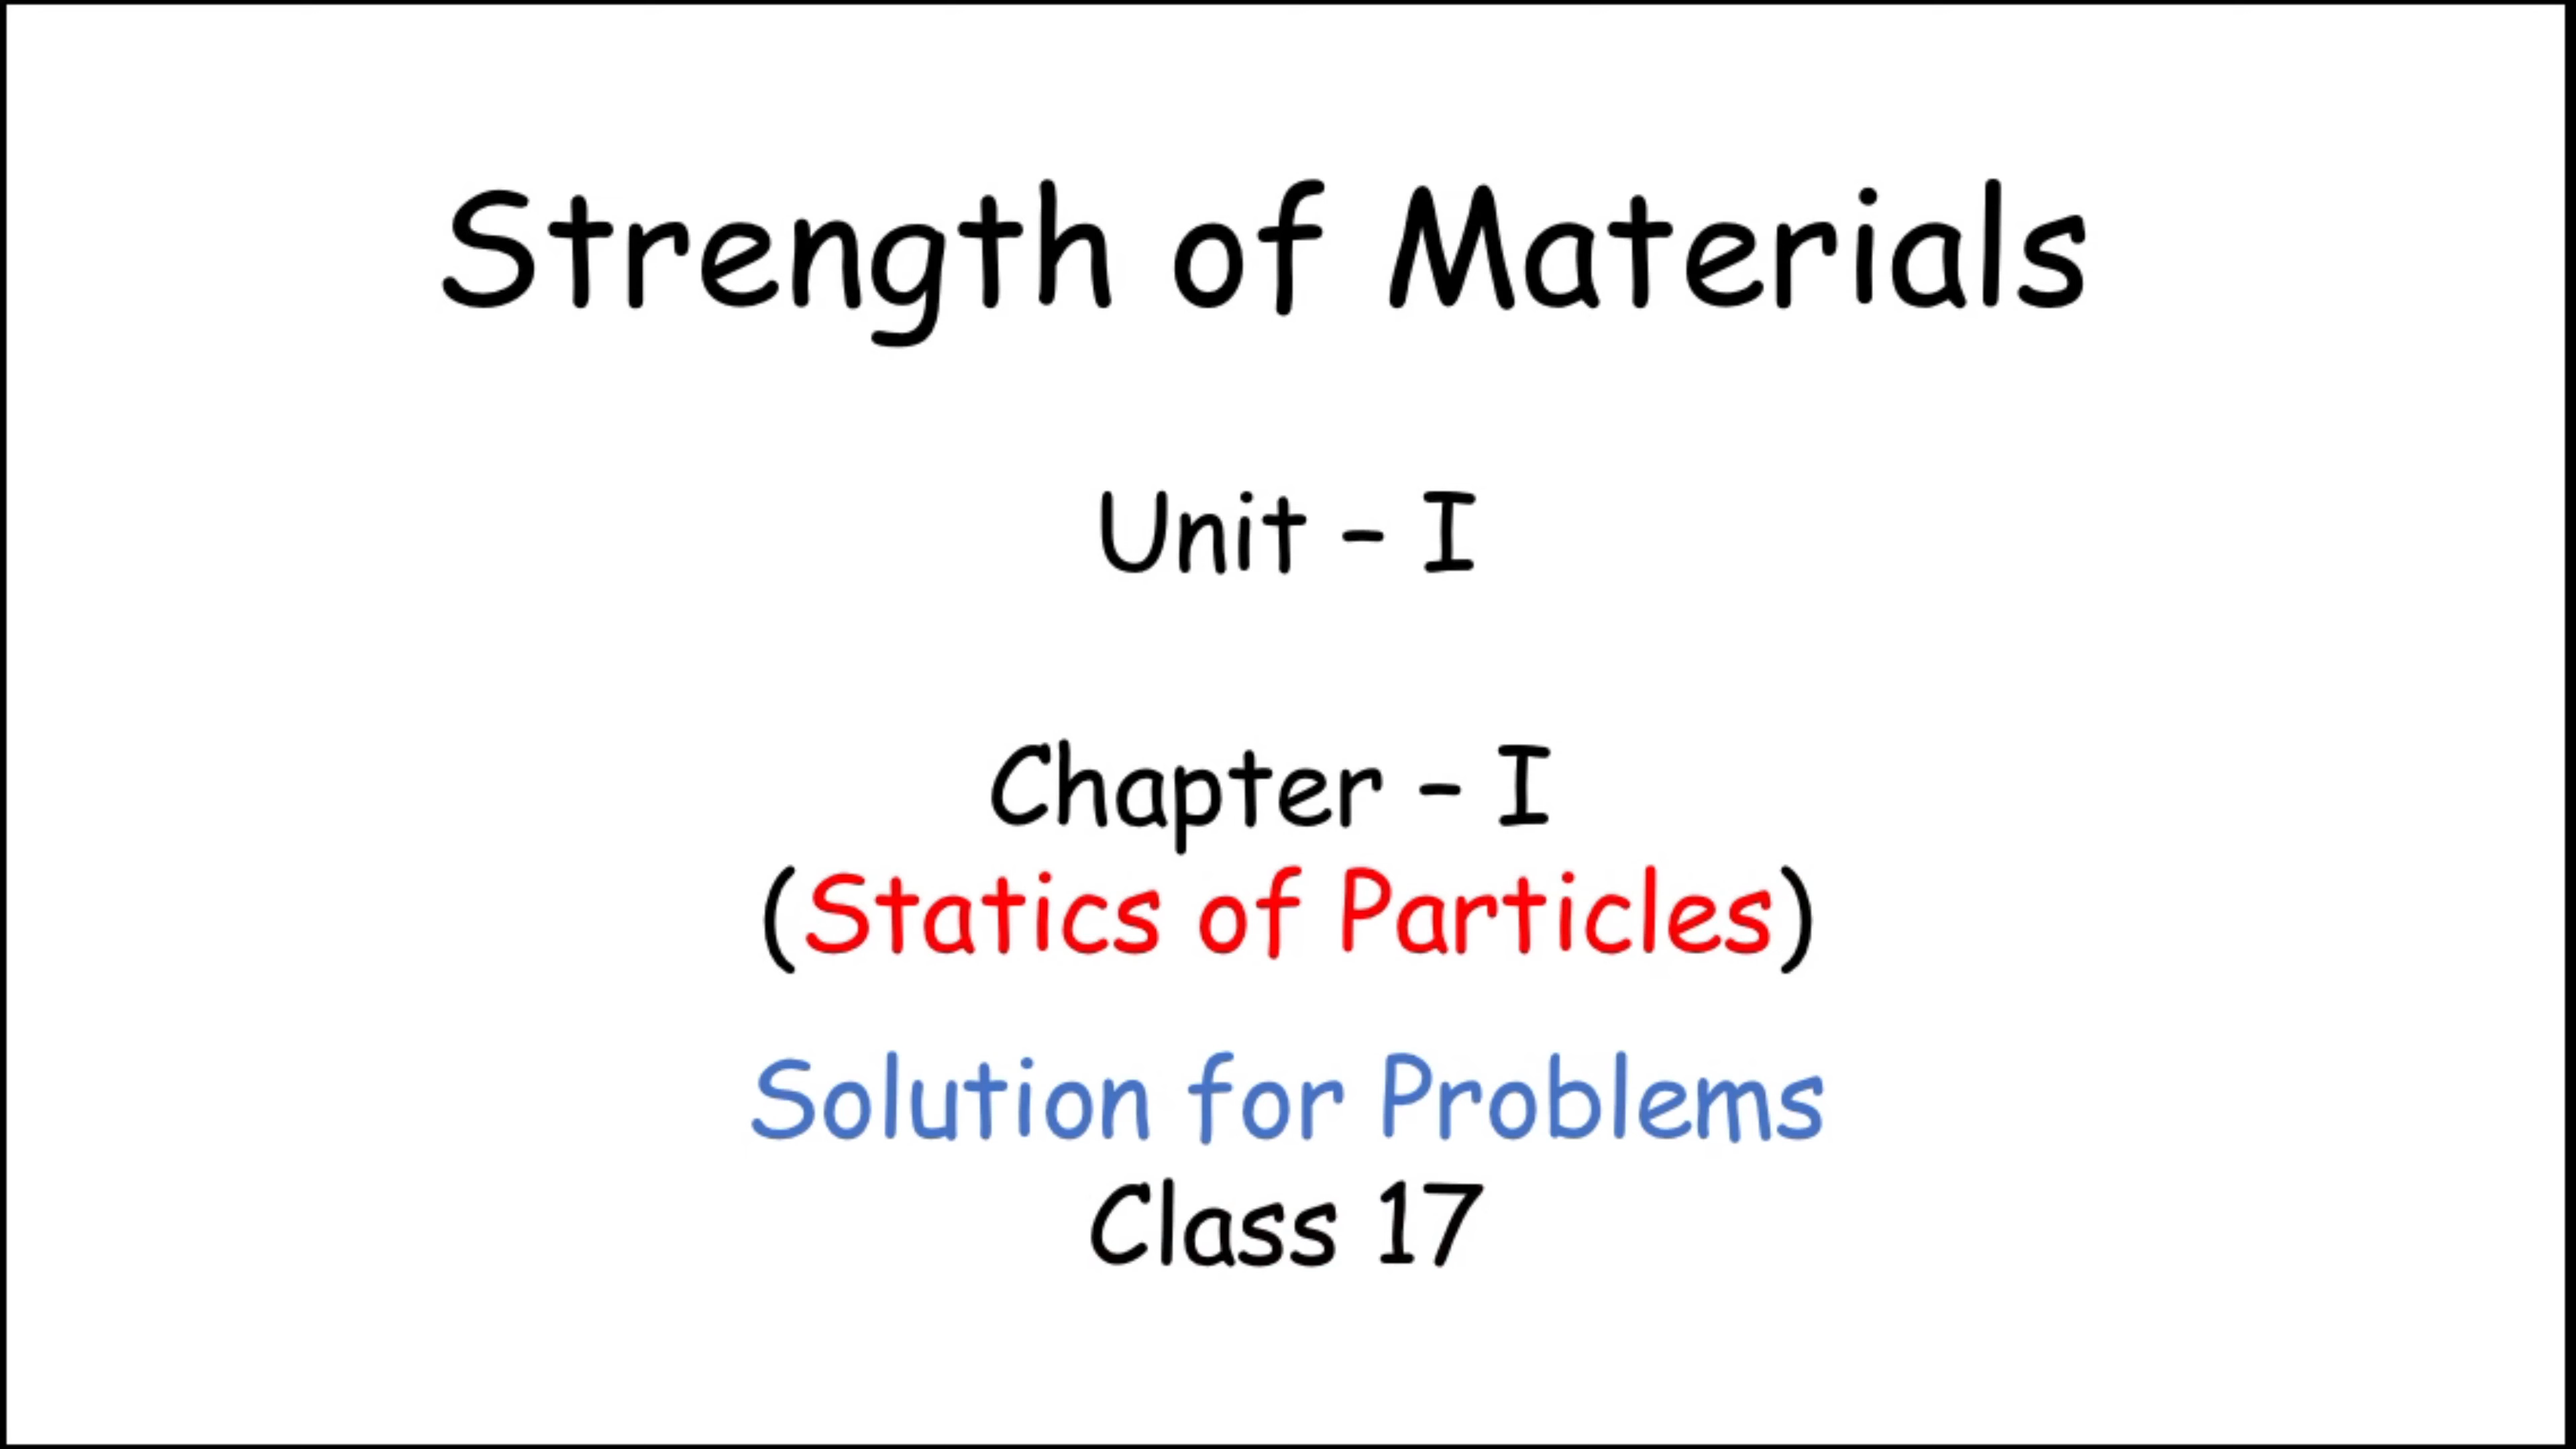 Strength of Materials
Unit – I
Chapter – I
(Statics of Particles)
Solution for Problems
Class 17